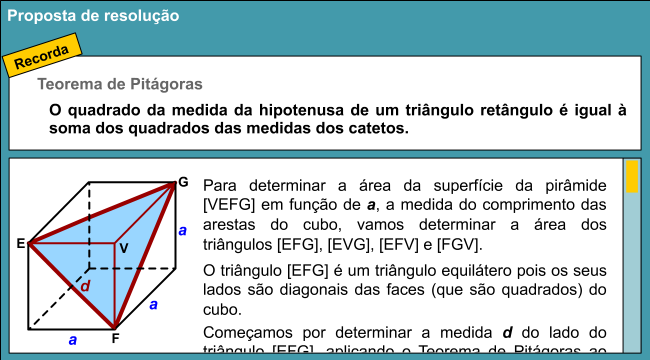 Proposta de resolução
Recorda
Teorema de Pitágoras
O quadrado da medida da hipotenusa de um triângulo retângulo é igual à
soma dos quadrados das medidas dos catetos.
G
E
V
a
d
a
a
F
Para determinar a área da superfície da pirâmide
[VEFG] em função de a, a medida do comprimento das
arestas do cubo, vamos determinar a área dos
triângulos [EFG], [EVG], [EFV] e [FGV].
O triângulo [EFG] é um triângulo equilátero pois os seus
lados são diagonais das faces (que são quadrados) do
cubo.
Começamos por determinar a medida d do lado do
triângulo [EFG], aplicando o Teorema de Pitágoras ao